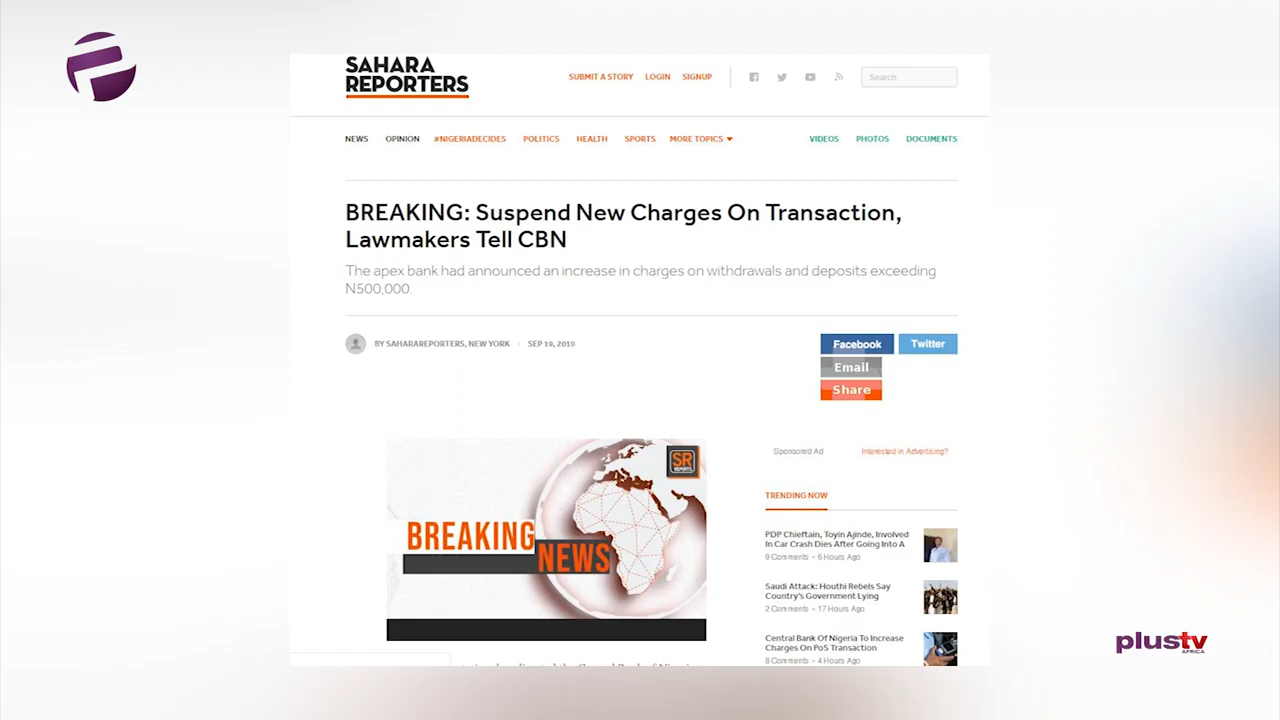 SAHARA
REPORTERS
SUBMIT A STORY LOGIN SIGNUP
Search
NEWS OPINION #NIGERIADECIDES POLITICS HEALTH SPORTS MORE TOPICS
VIDEOS PHOTOS DOCUMENTS
BREAKING: Suspend New Charges On Transaction,
Lawmakers Tell CBN
The apex bank had announced an increase in charges on withdrawals and deposits exceeding
N500,000.
BY SAHARAREPORTERS, NEW YORK SEP 19, 2019
Facebook Twitter
Email
Share
Sponsored Ad Interested in Advertising?
SR
REPORTERS
BREAKING
NEWS
TRENDING NOW
PDP Chieftain, Toyin Ajinde, Involved
In Car Crash Dies After Going Into A
9 Comments • 6 Hours Ago
Saudi Attack: Houthi Rebels Say
Country's Government Lying
2 Comments • 17 Hours Ago
Central Bank Of Nigeria To Increase
Charges On PoS Transaction
8 Comments • 4 Hours Ago
plustv
AFRICA